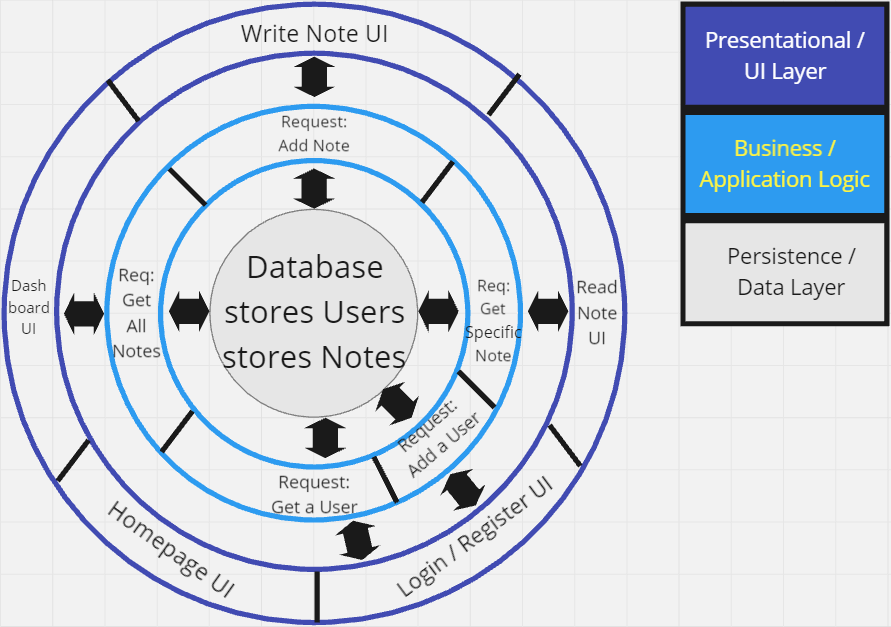 Write Note UI
Presentational /
UI Layer
Request:
Add Note
Business /
Application Logic
Database
stores Users
stores Notes
Dash
board
UI
Req:
Get
All
Notes
Req:
Get
Specific
Note
Read
Note
UI
Persistence /
Data Layer
Request:
Add a User
Request:
Get a User
Homepage UI
Login / Register UI